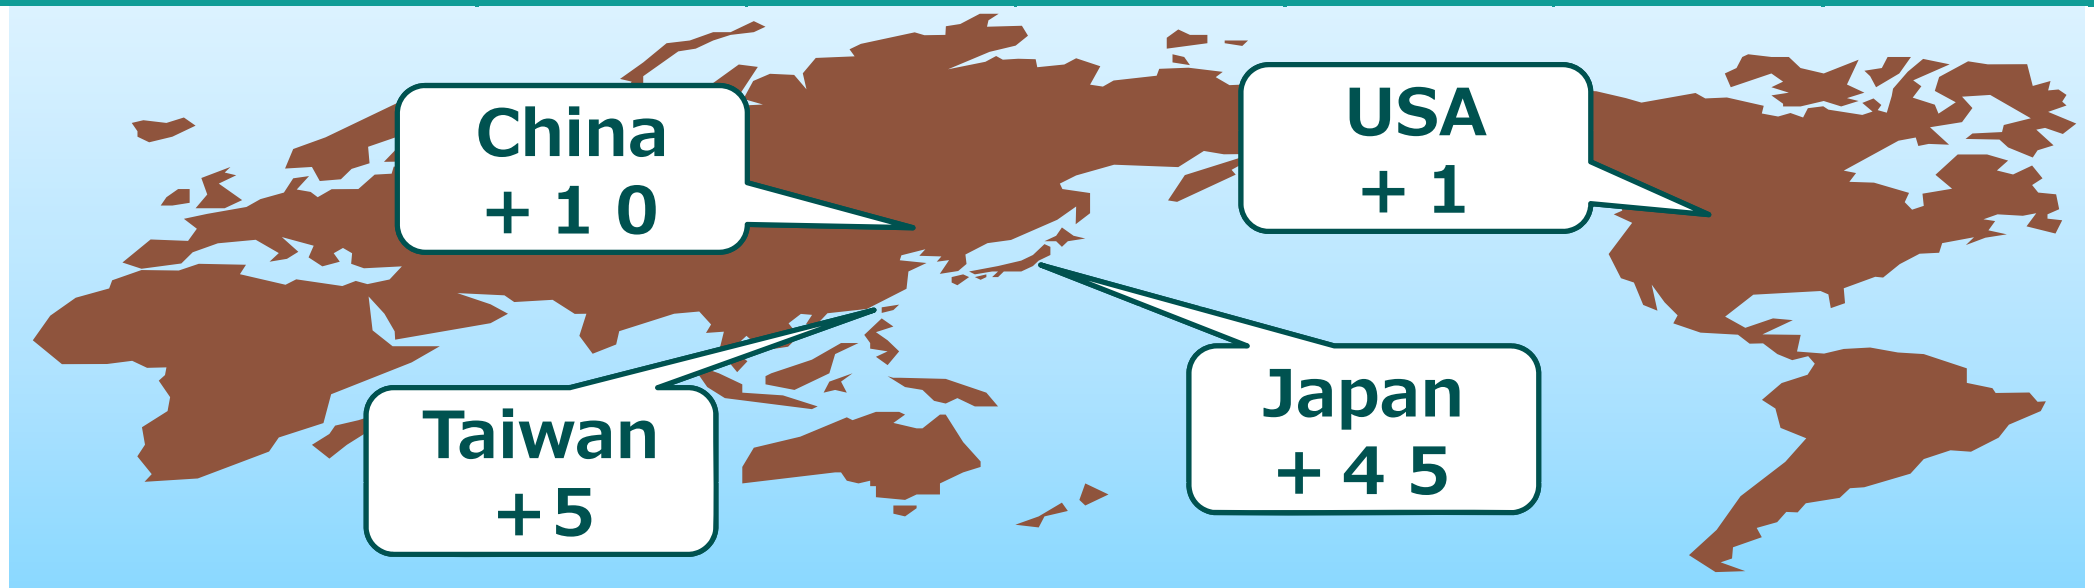 China
+１０
USA
+１
Taiwan
+5
Japan
+４５